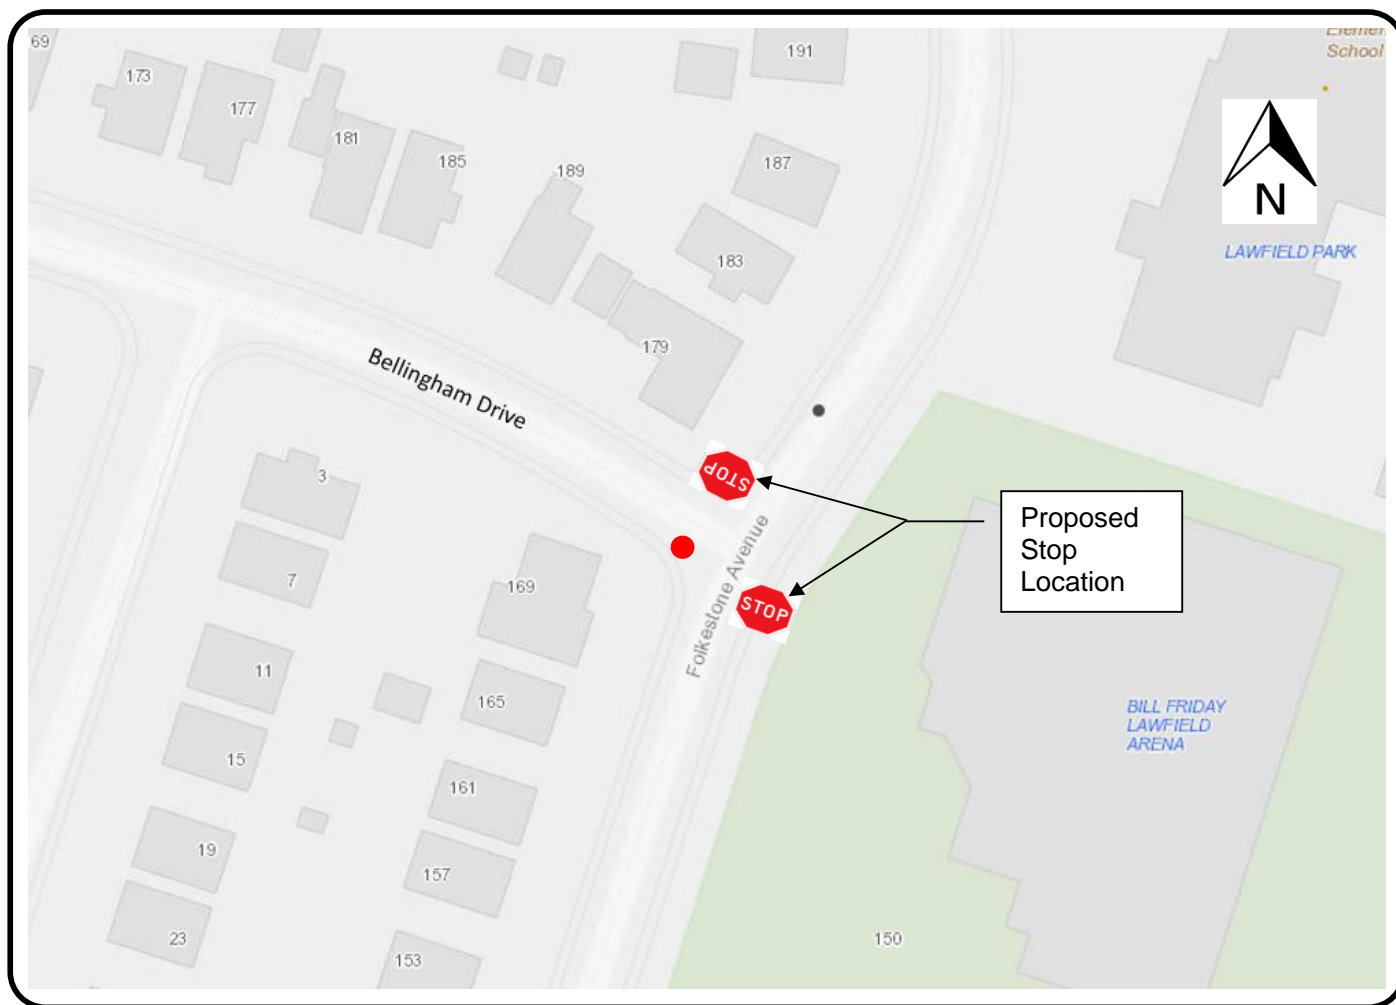 69
173
177
181
185
189
191
187
183
179
Elemen
School
N
LAWFIELD PARK
Bellingham Drive
STOP
Folkestone Avenue
STOP
Proposed
Stop
Location
3
7
11
15
19
23
169
165
161
157
153
BILL FRIDAY
LAWFIELD
ARENA
150